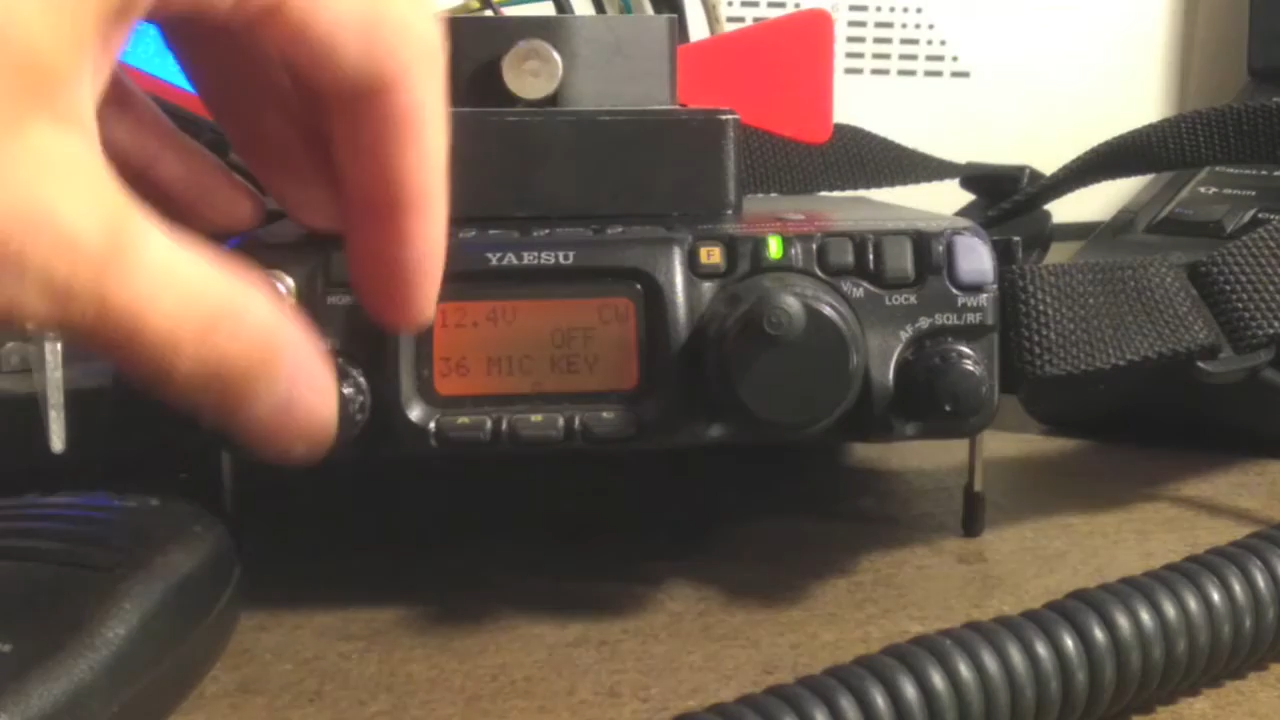 YAESU
F
V/M
LOCK
PWR
AF SQL/RF
12.4V CW
OFF
36 MIC KEY
A B C